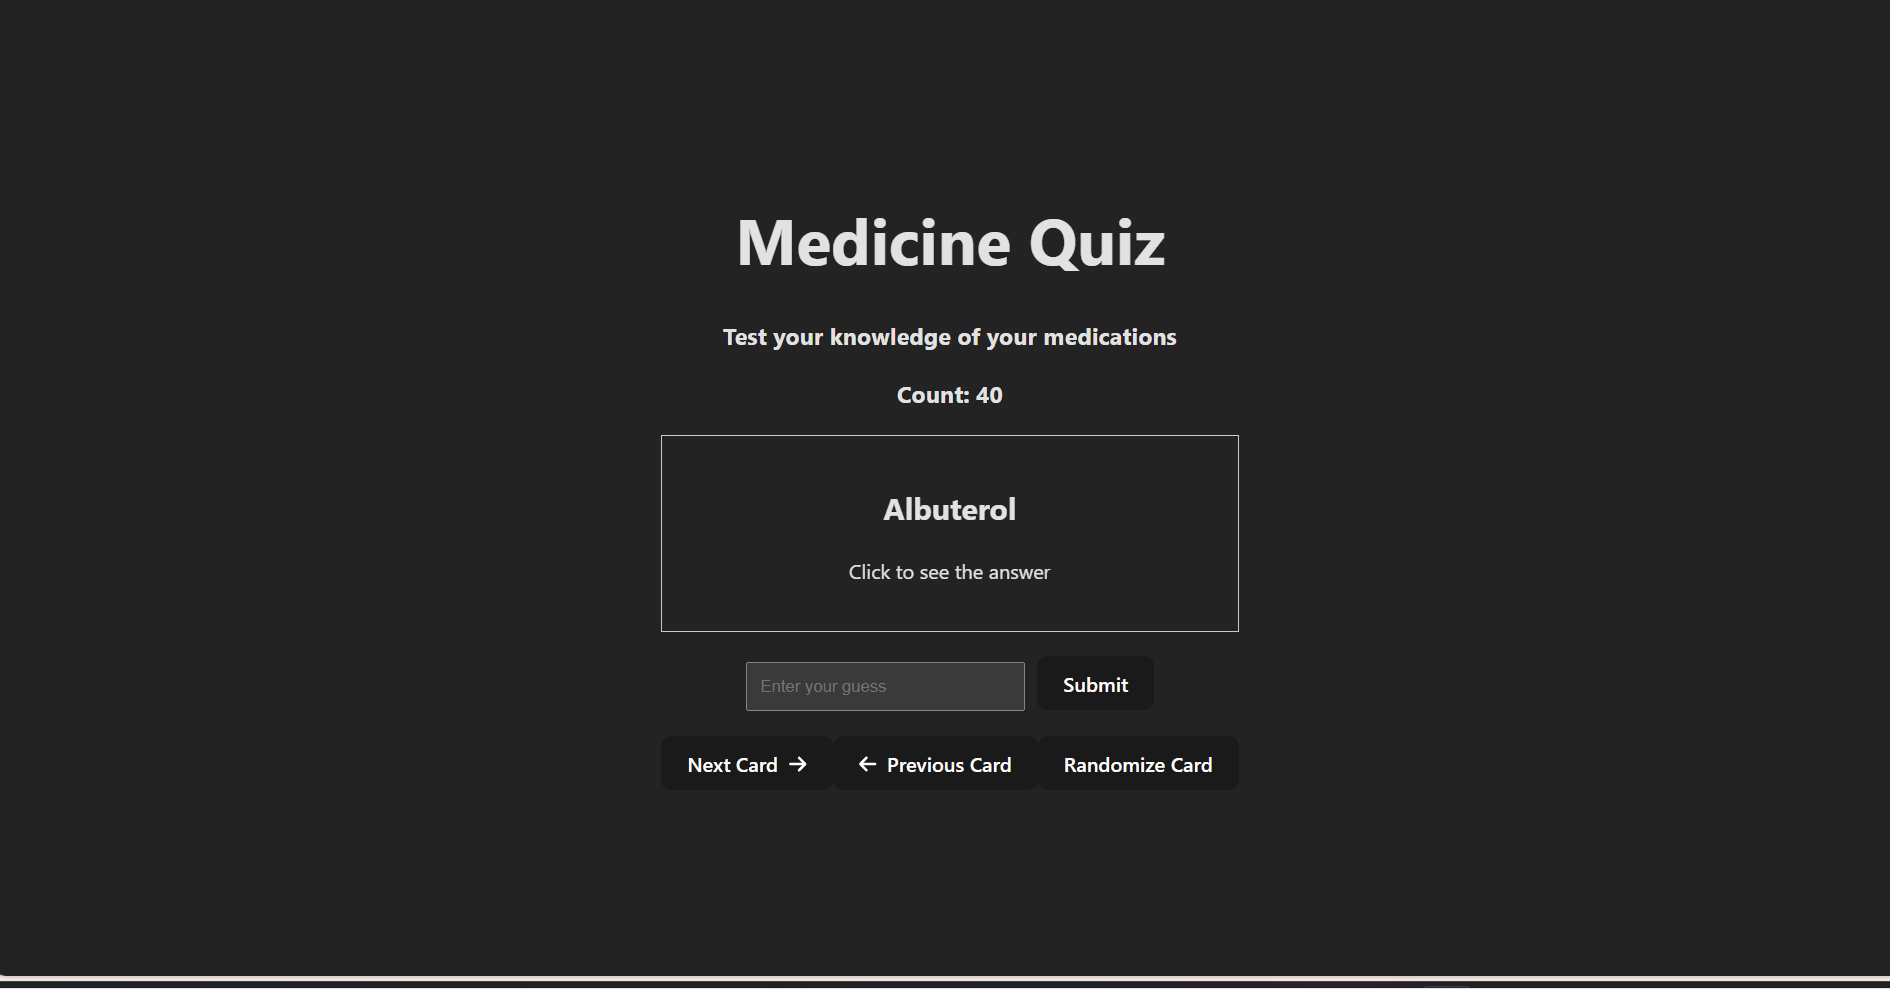 Medicine Quiz
Test your knowledge of your medications
Count: 40
Albuterol
Click to see the answer
Enter your guess
Submit
Next Card →
← Previous Card
Randomize Card